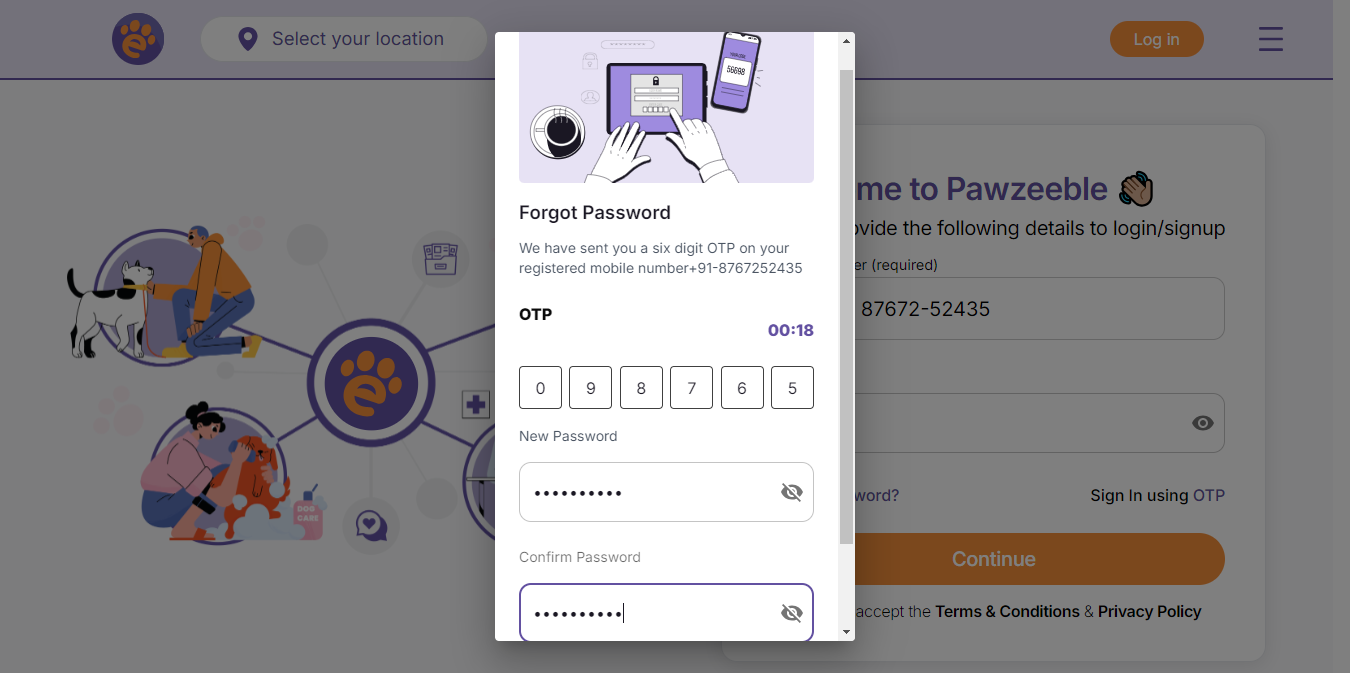 Select your location
Log in
56698
Forgot Password
We have sent you a six digit OTP on your
registered mobile number+91-8767252435
OTP
00:18
0 9 8 7 6 5
New Password
Confirm Password
me to Pawzeeble
ovide the following details to login/signup
er (required)
87672-52435
word?
Sign In using OTP
Continue
accept the Terms & Conditions & Privacy Policy
DOG
CARE